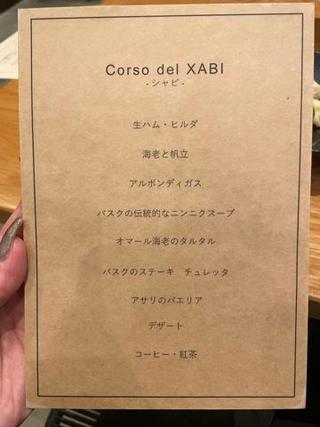 Corso del XABI
- シャビ -
生ハム・ヒルダ
海老と帆立
アルボンディガス
バスクの伝統的なニンニクスープ
オマール海老のタルタル
バスクのステーキ　チュレッタ
アサリのパエリア
デザート
コーヒー・紅茶